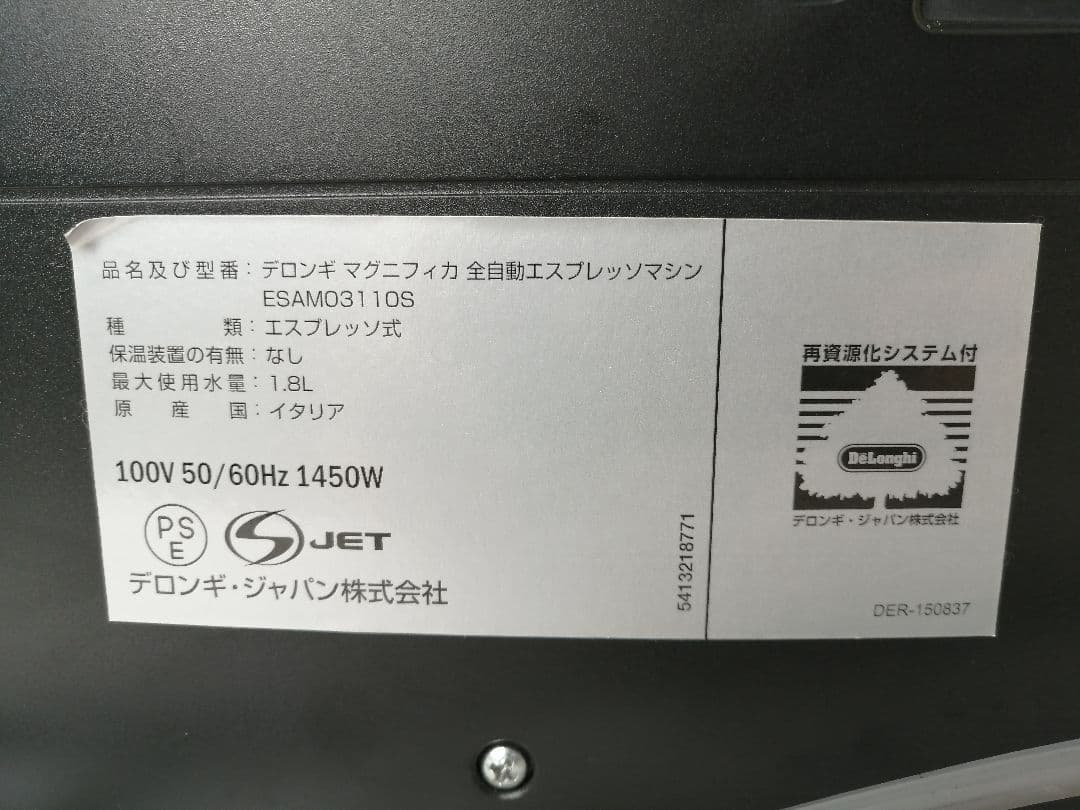 品名及び型番：デロンギ マグニフィカ 全自動エスプレッソマシン
ESAM03110S
種類：エスプレッソ式
保温装置の有無：なし
最大使用水量：1.8L
原産国：イタリア
100V 50/60Hz 1450W
PS
E
S JET
デロンギ・ジャパン株式会社
5413218771
再資源化システム付
DeLonghi
デロンギ・ジャパン株式会社
DER-150837